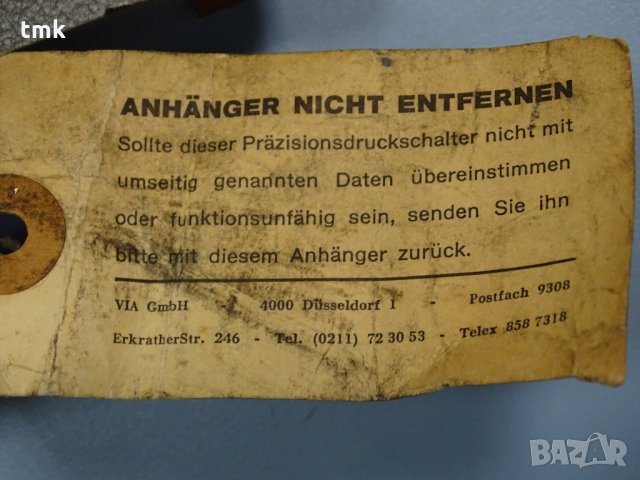 tmk
ANHÄNGER NICHT ENTFERNEN
Sollte dieser Präzisionsdruckschalter nicht mit
umseitig genannten Daten übereinstimmen
oder funktionsunfähig sein, senden Sie ihn
bitte mit diesem Anhänger zurück.
VIA GmbH - 4000 Düsseldorf 1 - Postfach 9308
ErkratherStr. 246 - Tel. (0211) 72 30 53 - Telex 858 7318
BAZAR